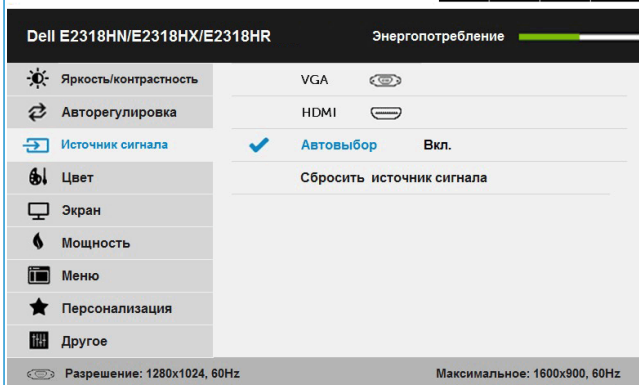 Dell E2318HN/E2318HX/E2318HR Энергопотребление
Яркость/контрастность VGA
Авторегулировка HDMI
Источник сигнала Автовыбор Вкл.
Цвет Сбросить источник сигнала
Экран
Мощность
Меню
Персонализация
Другое
Разрешение: 1280x1024, 60Hz Максимальное: 1600x900, 60Hz